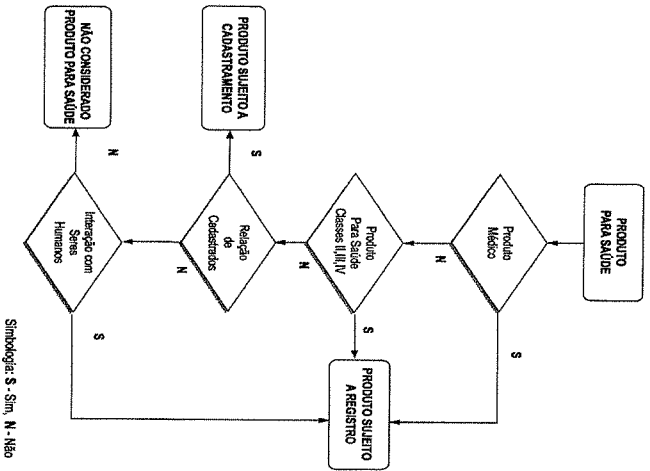 PRODUTO
PARA SAÚDE
Produto
Médico
S
N
Produto
Para Saúde
Classes II,III,IV
S
N
PRODUTO SUJEITO
A REGISTRO
Relação
de
Cadastrados
S
N
PRODUTO SUJEITO A
CADASTRAMENTO
Interação com
Seres
Humanos
S
N
NÃO CONSIDERADO
PRODUTO PARA SAÚDE
Simbologia: S - Sim, N - Não